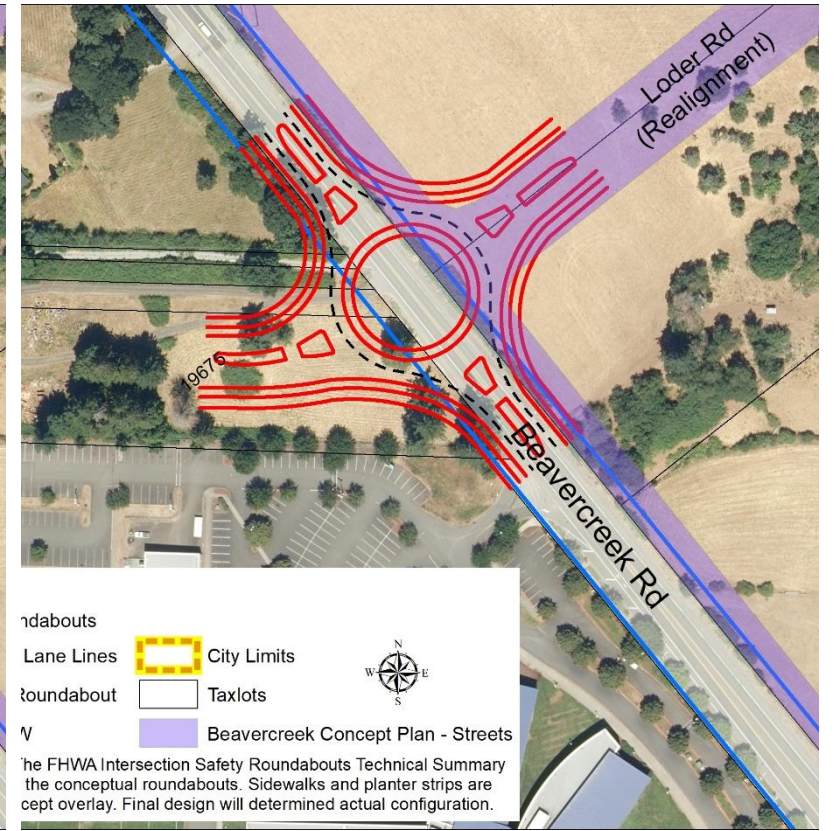 Loder Rd
(Realignment)
19675
Beavercreek Rd
ndabouts
Lane Lines
City Limits
N
W E
S
Roundabout
Taxlots
W
Beavercreek Concept Plan - Streets
he FHWA Intersection Safety Roundabouts Technical Summary
the conceptual roundabouts. Sidewalks and planter strips are
cept overlay. Final design will determined actual configuration.